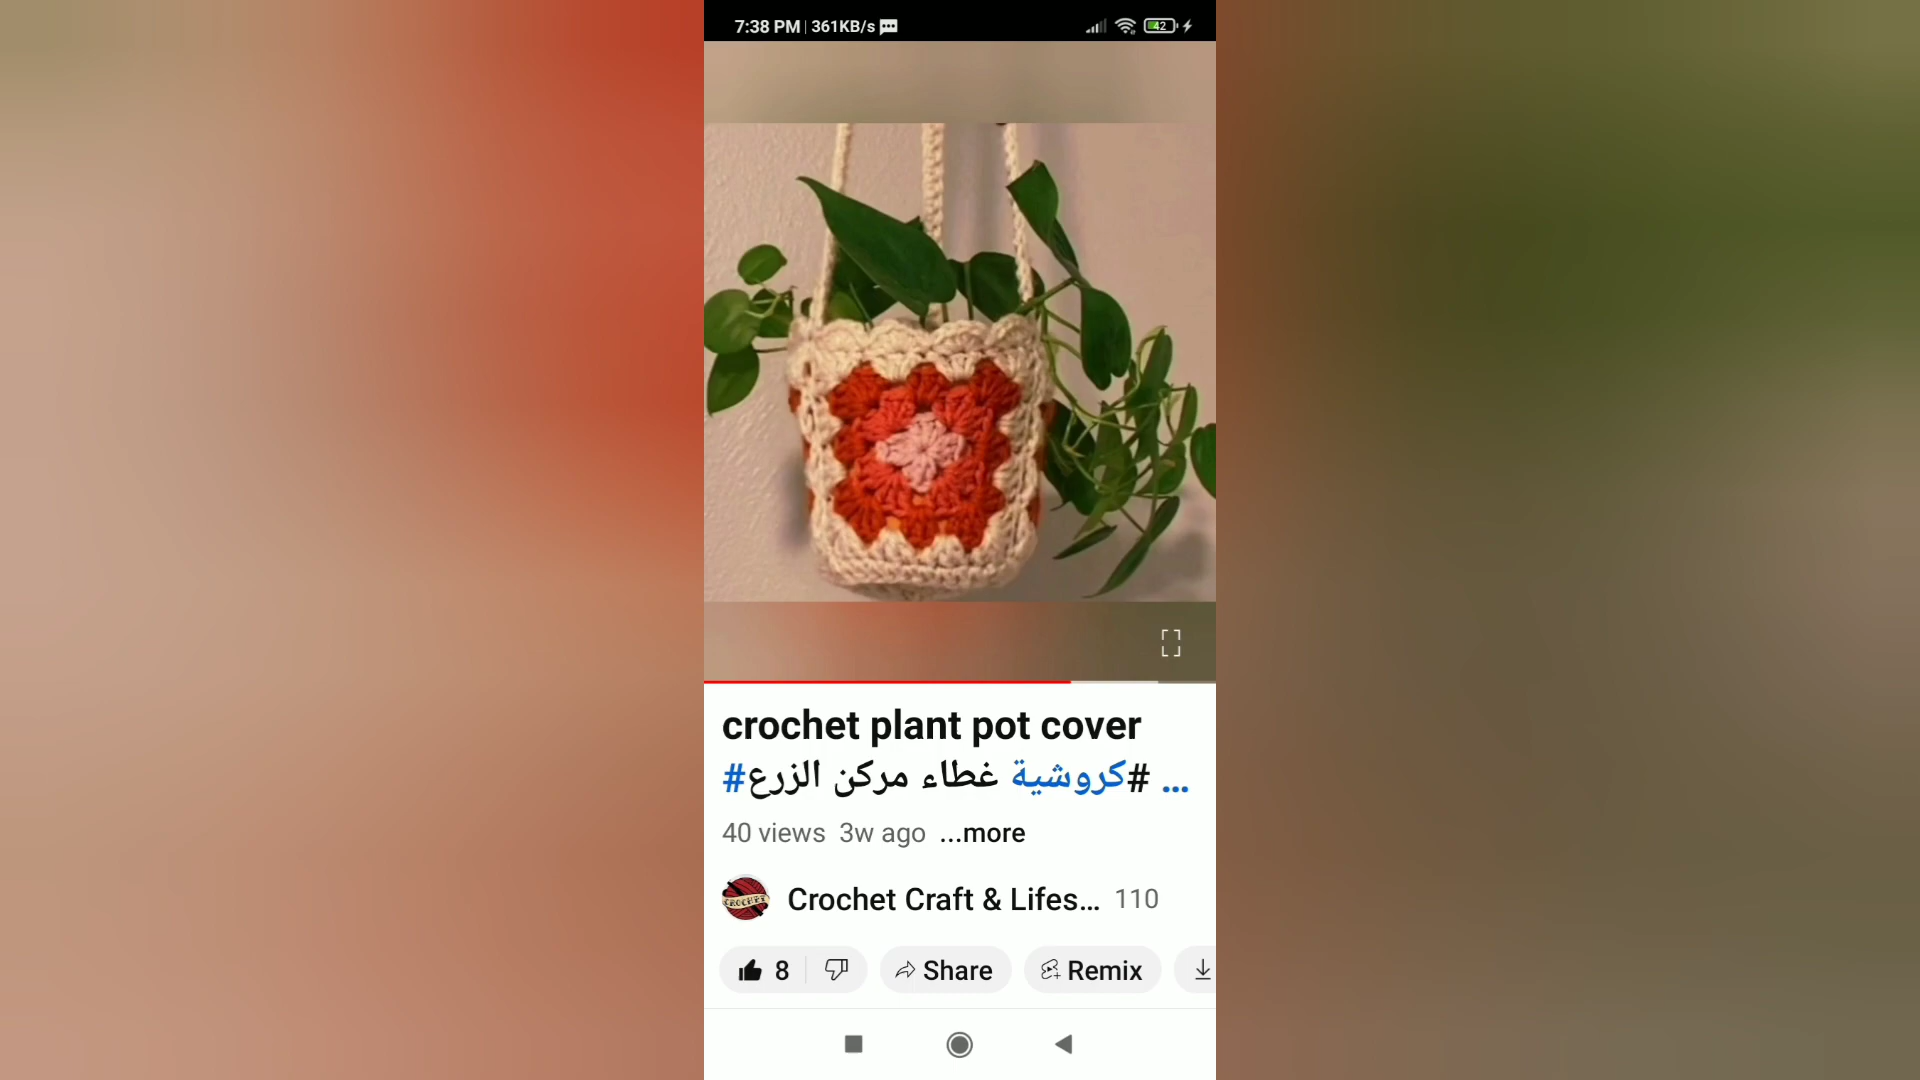 7:38 PM 361KB/s
42
crochet plant pot cover
#كروشية غطاء مركن الزرع# ...
40 views 3w ago ...more
CROCHET
Crochet Craft & Lifes... 110
8 Share Remix